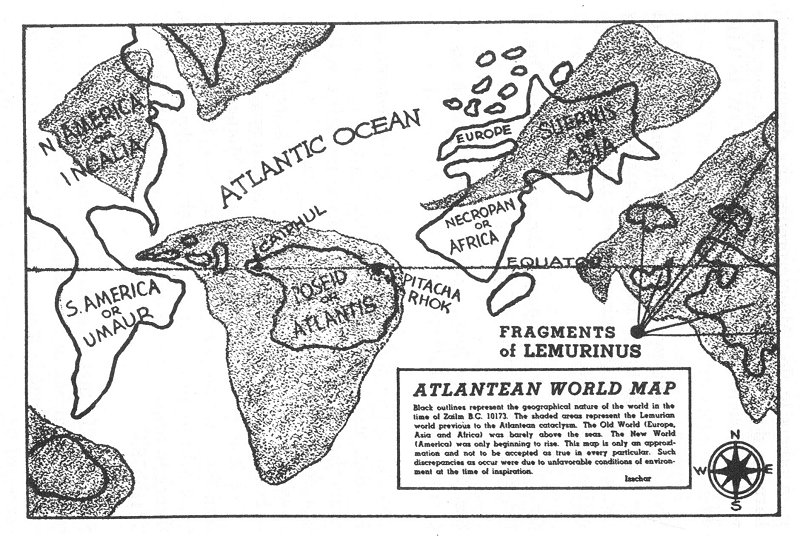 N. AMERICA
OR
INCALIA
ATLANTIC OCEAN
EUROPE
SUERNIS
OR
ASIA
NECROPAN
OR
AFRICA
CAIPHUL
EQUATOR
S. AMERICA
OR
UMAUR
POSEID
OR
ATLANTIS
PITACHA
RHOK
FRAGMENTS
of LEMURINUS
ATLANTEAN WORLD MAP
Black outlines represent the geographical nature of the world in the
time of Zailm B.C. 10173. The shaded areas represent the Lemurian
world previous to the Atlantean cataclysm. The Old World (Europe,
Asia and Africa) was barely above the seas. The New World
(America) was only beginning to rise. This map is only an approxi-
mation and not to be accepted as true in every particular. Such
discrepancies as occur were due to unfavorable conditions of environ-
ment at the time of inspiration.
Isschar
N
W E
S